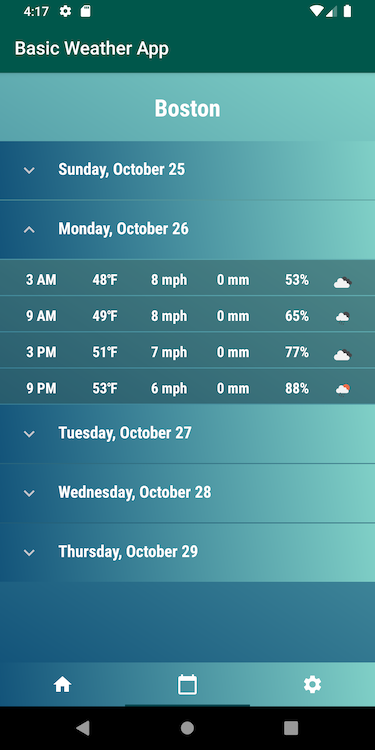 4:17
Basic Weather App
Boston
Sunday, October 25
Monday, October 26
3 AM 48°F 8 mph 0 mm 53%
9 AM 49°F 8 mph 0 mm 65%
3 PM 51°F 7 mph 0 mm 77%
9 PM 53°F 6 mph 0 mm 88%
Tuesday, October 27
Wednesday, October 28
Thursday, October 29